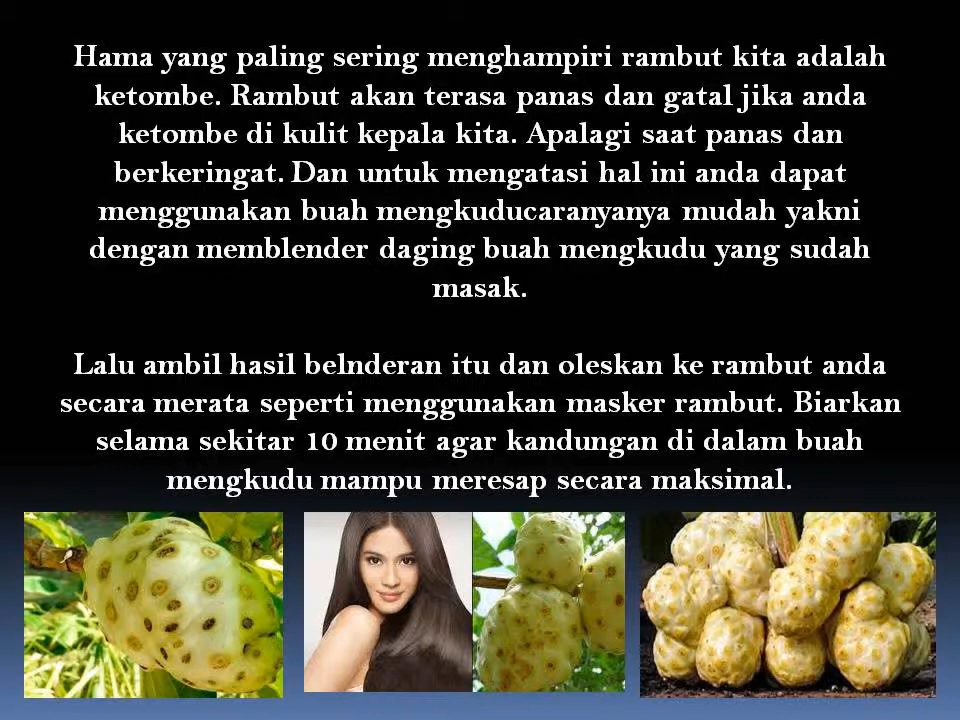 Hama yang paling sering menghampiri rambut kita adalah
ketombe. Rambut akan terasa panas dan gatal jika anda
ketombe di kulit kepala kita. Apalagi saat panas dan
berkeringat. Dan untuk mengatasi hal ini anda dapat
menggunakan buah mengkuducaranyanya mudah yakni
dengan memblender daging buah mengkudu yang sudah
masak.
Lalu ambil hasil belnderan itu dan oleskan ke rambut anda
secara merata seperti menggunakan masker rambut. Biarkan
selama sekitar 10 menit agar kandungan di dalam buah
mengkudu mampu meresap secara maksimal.